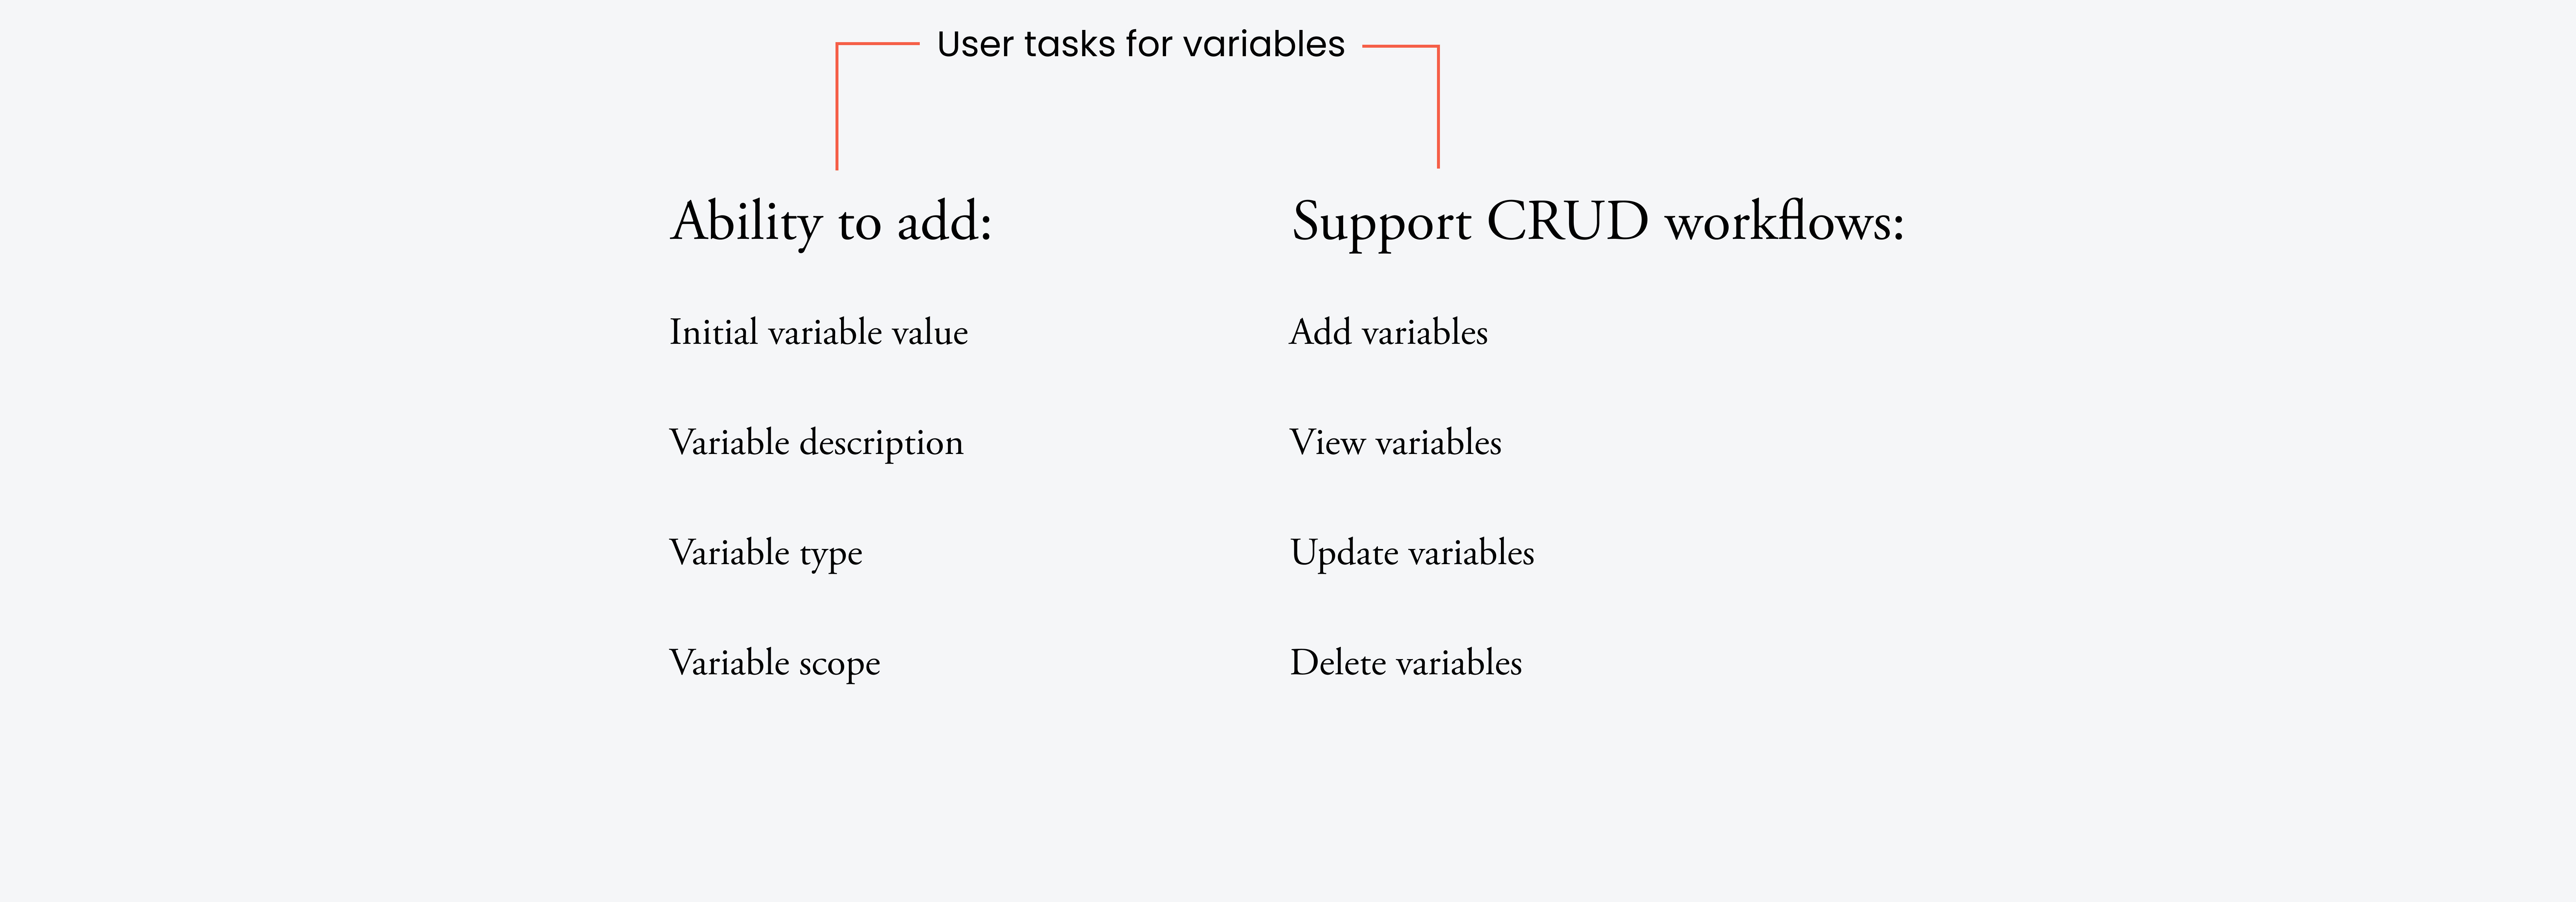 User tasks for variables
Ability to add:
Initial variable value
Variable description
Variable type
Variable scope
Support CRUD workflows:
Add variables
View variables
Update variables
Delete variables